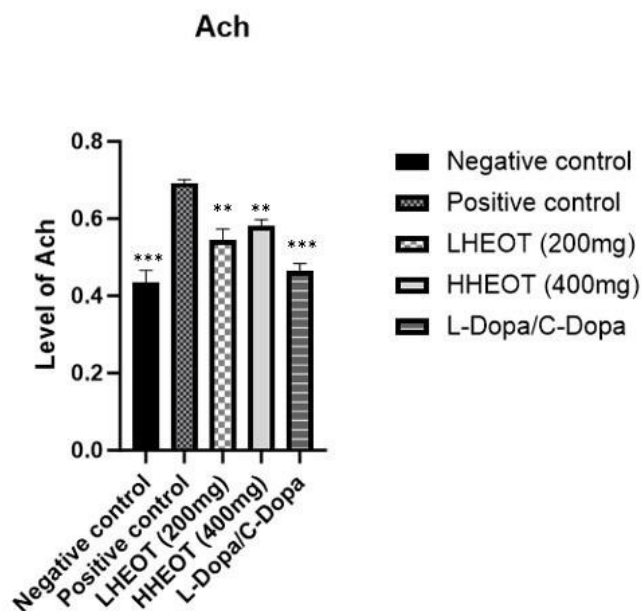 Ach
Level of Ach
0.8
0.6
0.4
0.2
0.0
***
**
**
***
Negative control
Positive control
LHEOT (200mg)
HHEOT (400mg)
L-Dopa/C-Dopa
Negative control
Positive control
LHEOT (200mg)
HHEOT (400mg)
L-Dopa/C-Dopa